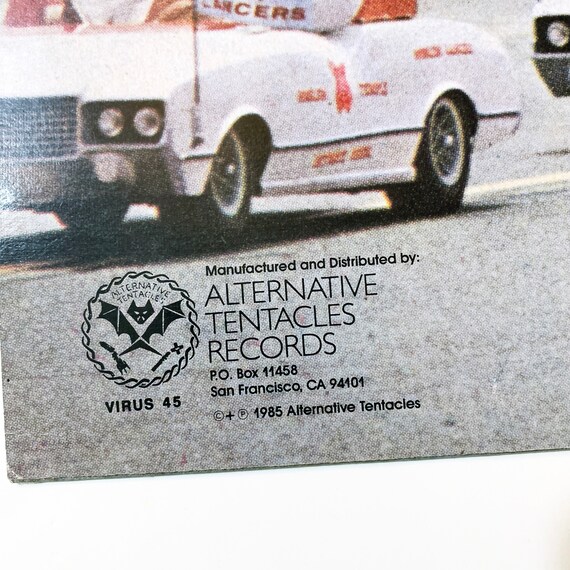 ANCERS
Manufactured and Distributed by:
ALTERNATIVE
TENTACLES
RECORDS
P.O. Box 11458
San Francisco, CA 94101
©+ ℗ 1985 Alternative Tentacles
ALTERNATIVE
TENTACLES
VIRUS 45